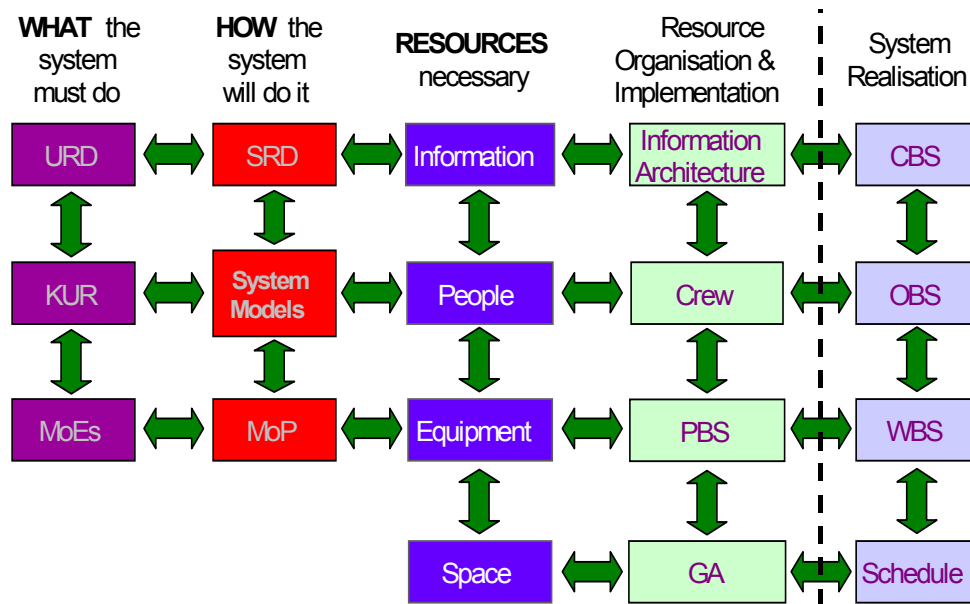 WHAT the
system
must do
HOW the
system
will do it
RESOURCES
necessary
Resource
Organisation &
Implementation
System
Realisation
URD
SRD
Information
Information
Architecture
CBS
KUR
System
Models
People
Crew
OBS
MoEs
MoP
Equipment
PBS
WBS
Space
GA
Schedule